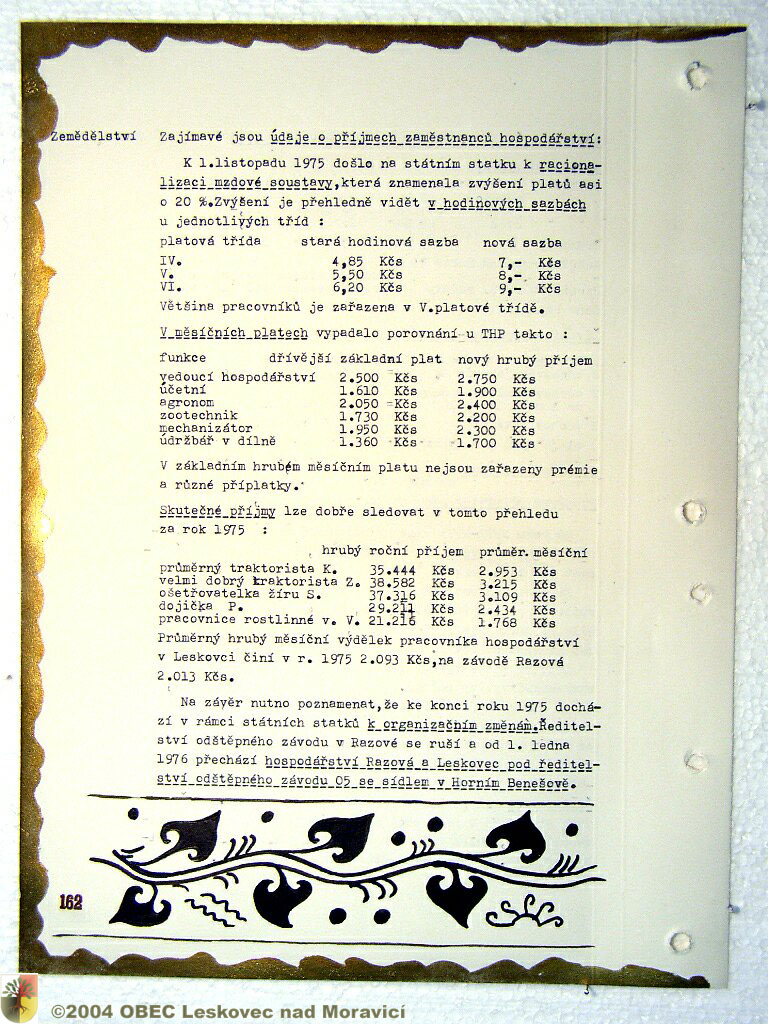 Zemědělství Zajímavé jsou údaje o příjmech zaměstnanců hospodářství:
K 1.listopadu 1975 došlo na státním statku k raciona-
lizaci mzdové soustavy,která znamenala zvýšení platů asi
o 20 %.Zvýšení je přehledně vidět v hodinových sazbách
u jednotlivých tříd :
platová třída stará hodinová sazba nová sazba
IV. 4,85 Kčs 7,- Kčs
V. 5,50 Kčs 8,- Kčs
VI. 6,20 Kčs 9,- Kčs
Většina pracovníků je zařazena v V.platové třídě.
V měsíčních platech vypadalo porovnání u THP takto :
funkce dřívější základní plat nový hrubý příjem
vedoucí hospodářství 2.500 Kčs 2.750 Kčs
účetní 1.610 Kčs 1.900 Kčs
agronom 2.050 Kčs 2.400 Kčs
zootechnik 1.730 Kčs 2.200 Kčs
mechanizátor 1.950 Kčs 2.300 Kčs
údržbář v dílně 1.360 Kčs 1.700 Kčs
V základním hrubém měsíčním platu nejsou zařazeny prémie
a různé příplatky.
Skutečné příjmy lze dobře sledovat v tomto přehledu
za rok 1975 :
hrubý roční příjem průměr. měsíční
průměrný traktorista K. 35.444 Kčs 2.953 Kčs
velmi dobrý traktorista Z. 38.582 Kčs 3.215 Kčs
ošetřovatelka žíru S. 37.316 Kčs 3.109 Kčs
dojička P. 29.211 Kčs 2.434 Kčs
pracovnice rostlinné v. V. 21.216 Kčs 1.768 Kčs
Průměrný hrubý měsíční výdělek pracovníka hospodářství
v Leskovci činí v r. 1975 2.093 Kčs,na závodě Razová
2.013 Kčs.
Na závěr nutno poznamenat,že ke konci roku 1975 dochá-
zí v rámci státních statků k organizačním změnám.Ředitel-
ství odštěpného závodu v Razové se ruší a od 1. ledna
1976 přechází hospodářství Razová a Leskovec pod ředitel-
ství odštěpného závodu 05 se sídlem v Horním Benešově.
162
©2004 OBEC Leskovec nad Moravicí